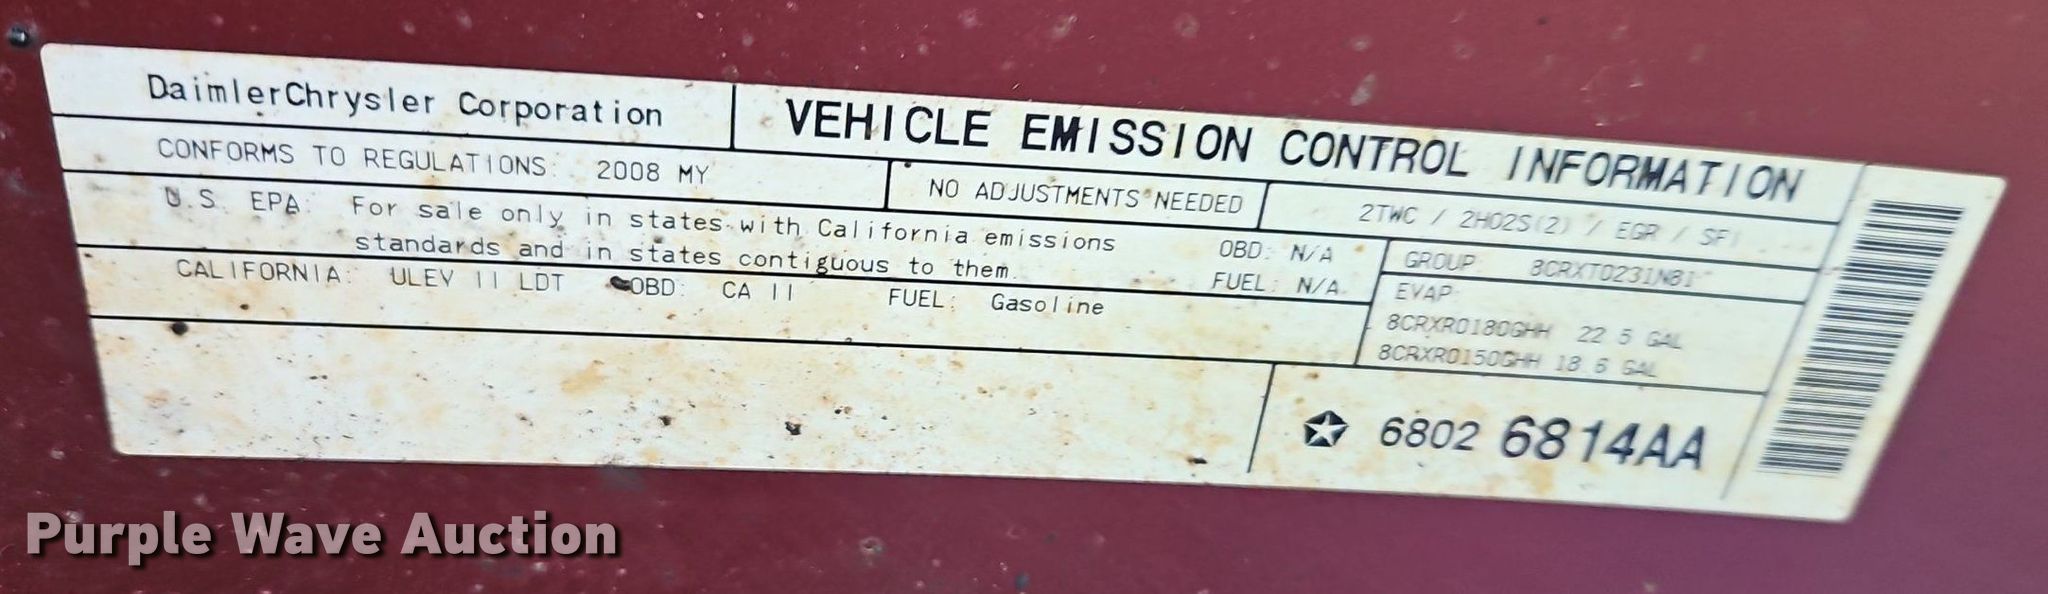 DaimlerChrysler Corporation
VEHICLE EMISSION CONTROL INFORMATION
CONFORMS TO REGULATIONS: 2008 MY
NO ADJUSTMENTS NEEDED
2TWC / 2HO2S(2) / EGR / SFI
U.S. EPA: For sale only in states with California emissions
standards and in states contiguous to them.
OBD: N/A
FUEL: N/A
GROUP: 8CRXT0231N8I
CALIFORNIA: ULEV II LDT OBD: CA II FUEL: Gasoline
EVAP:
8CRXR0180GHH 22.5 GAL
8CRXR0150GHH 18.6 GAL
6802 6814AA
Purple Wave Auction